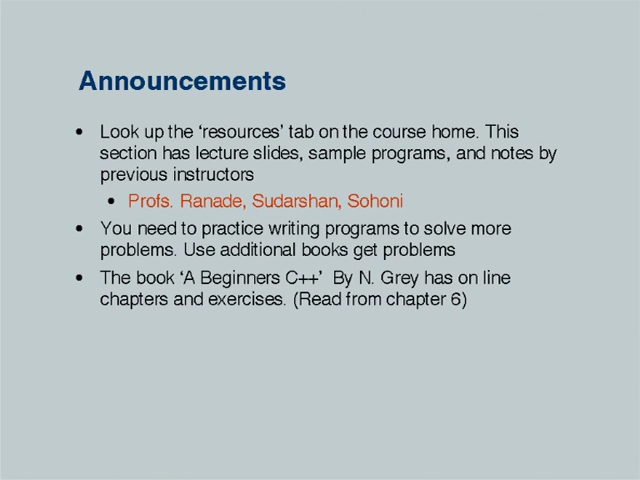 Announcements
• Look up the ‘resources’ tab on the course home. This
section has lecture slides, sample programs, and notes by
previous instructors
• Profs. Ranade, Sudarshan, Sohoni
• You need to practice writing programs to solve more
problems. Use additional books get problems
• The book ‘A Beginners C++’  By N. Grey has on line
chapters and exercises. (Read from chapter 6)